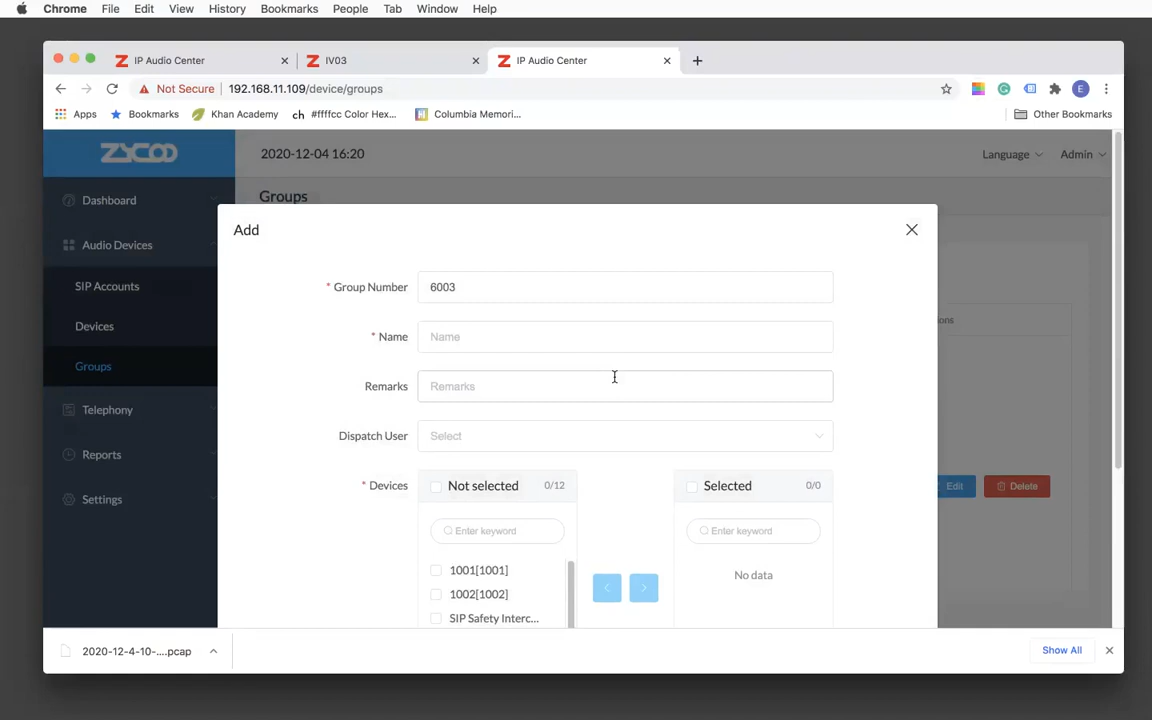 Chrome File Edit View History Bookmarks People Tab Window Help
IP Audio Center IV03 IP Audio Center
Not Secure 192.168.11.109/device/groups
Apps Bookmarks Khan Academy #ffffcc Color Hex... Columbia Memori... Other Bookmarks
ZYCOO 2020-12-04 16:20 Language Admin
Dashboard Groups
Add
Audio Devices
* Group Number 6003
SIP Accounts
* Name Name
Devices
Groups
Remarks Remarks
Telephony
Dispatch User Select
Reports
* Devices Not selected 0/12 Selected 0/0
Edit Delete
Settings
Enter keyword Enter keyword
1001[1001]
No data
1002[1002]
SIP Safety Interc...
2020-12-4-10-....pcap Show All